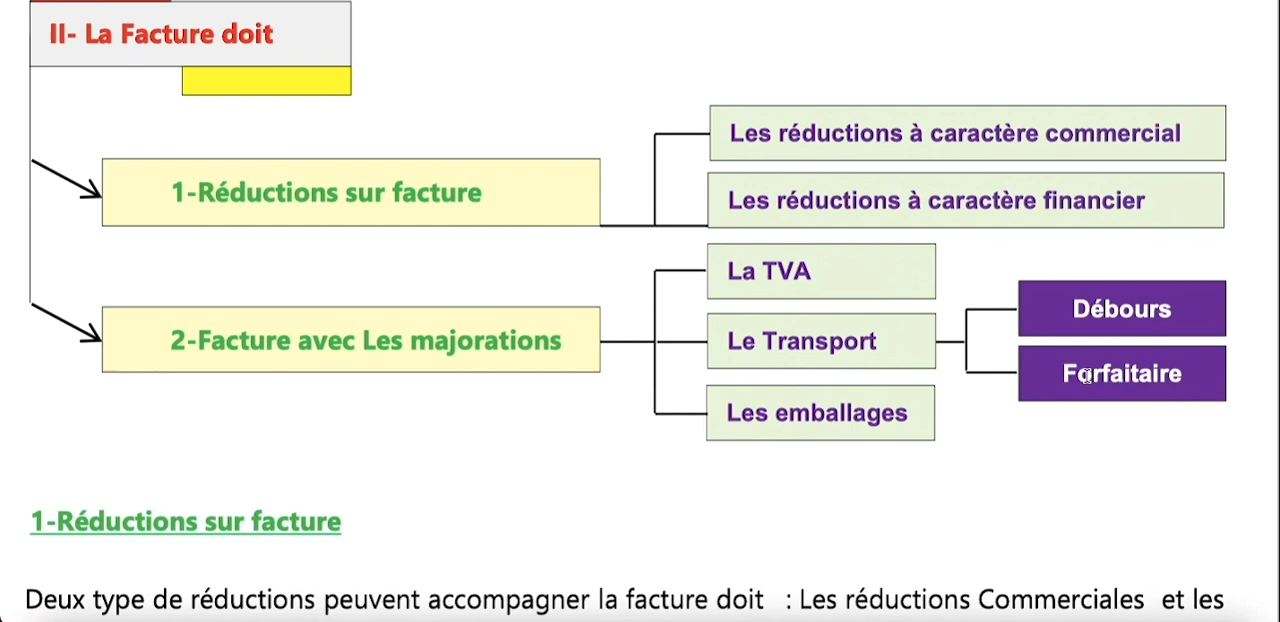 II- La Facture doit
Les réductions à caractère commercial
1-Réductions sur facture
Les réductions à caractère financier
La TVA
Débours
2-Facture avec Les majorations
Le Transport
Forfaitaire
Les emballages
1-Réductions sur facture
Deux type de réductions peuvent accompagner la facture doit : Les réductions Commerciales et les